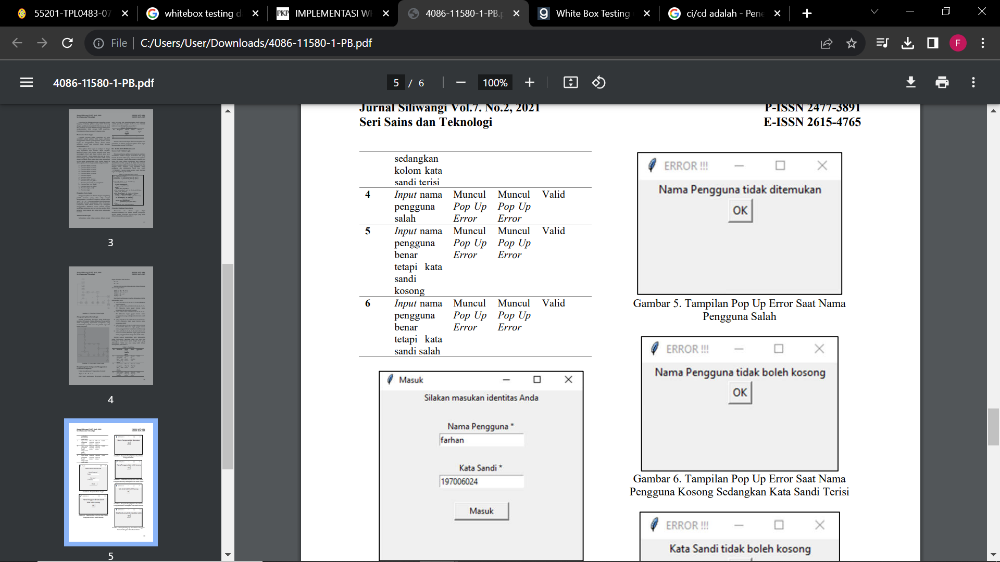 55201-TPL0483-07
whitebox testing d
PKP IMPLEMENTASI WH
4086-11580-1-PB.p
White Box Testing
ci/cd adalah - Pene
File C:/Users/User/Downloads/4086-11580-1-PB.pdf
F
4086-11580-1-PB.pdf
5 / 6
100%
3
4
5
Jurnal Siliwangi Vol.7. No.2, 2021
Seri Sains dan Teknologi
P-ISSN 2477-3891
E-ISSN 2615-4765
sedangkan
kolom kata
sandi terisi
4 Input nama Muncul Muncul Valid
pengguna Pop Up Pop Up
salah Error Error
5 Input nama Muncul Muncul Valid
pengguna Pop Up Pop Up
benar Error Error
tetapi kata
sandi
kosong
6 Input nama Muncul Muncul Valid
pengguna Pop Up Pop Up
benar Error Error
tetapi kata
sandi salah
Masuk
Silakan masukan identitas Anda
Nama Pengguna *
farhan
Kata Sandi *
197006024
Masuk
ERROR !!!
Nama Pengguna tidak ditemukan
OK
Gambar 5. Tampilan Pop Up Error Saat Nama
Pengguna Salah
ERROR !!!
Nama Pengguna tidak boleh kosong
OK
Gambar 6. Tampilan Pop Up Error Saat Nama
Pengguna Kosong Sedangkan Kata Sandi Terisi
ERROR !!!
Kata Sandi tidak boleh kosong